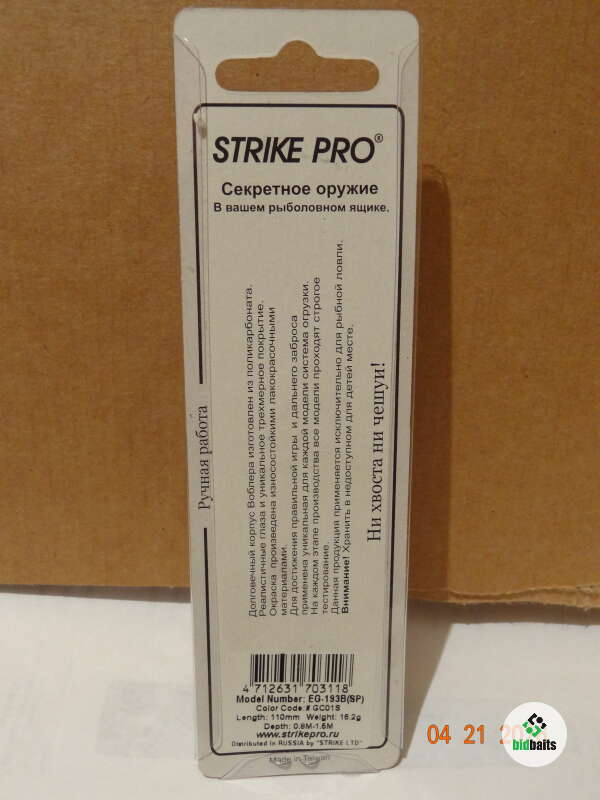 STRIKE PRO®
Секретное оружие
В вашем рыболовном ящике.
Ручная работа
Долговечный корпус Воблера изготовлен из поликарбоната.
Реалистичные глаза и уникальное трехмерное покрытие.
Окраска произведена износостойкими лакокрасочными
материалами.
Для достижения правильной игры и дальнего заброса
применена уникальная для каждой модели система огрузки.
На каждом этапе производства все модели проходят строгое
тестирование.
Данная продукция применяется исключительно для рыбной ловли.
Внимание! Хранить в недоступном для детей месте.
Ни хвоста ни чешуи!
4 712631 703118
Model Number: EG-193B(SP)
Color Code:# GC01S
Length: 110mm Weight: 16.2g
Depth: 0.8M-1.5M
www.strikepro.ru
Distributed in RUSSIA by "STRIKE LTD"
Made in Taiwan
04 21
bidbaits